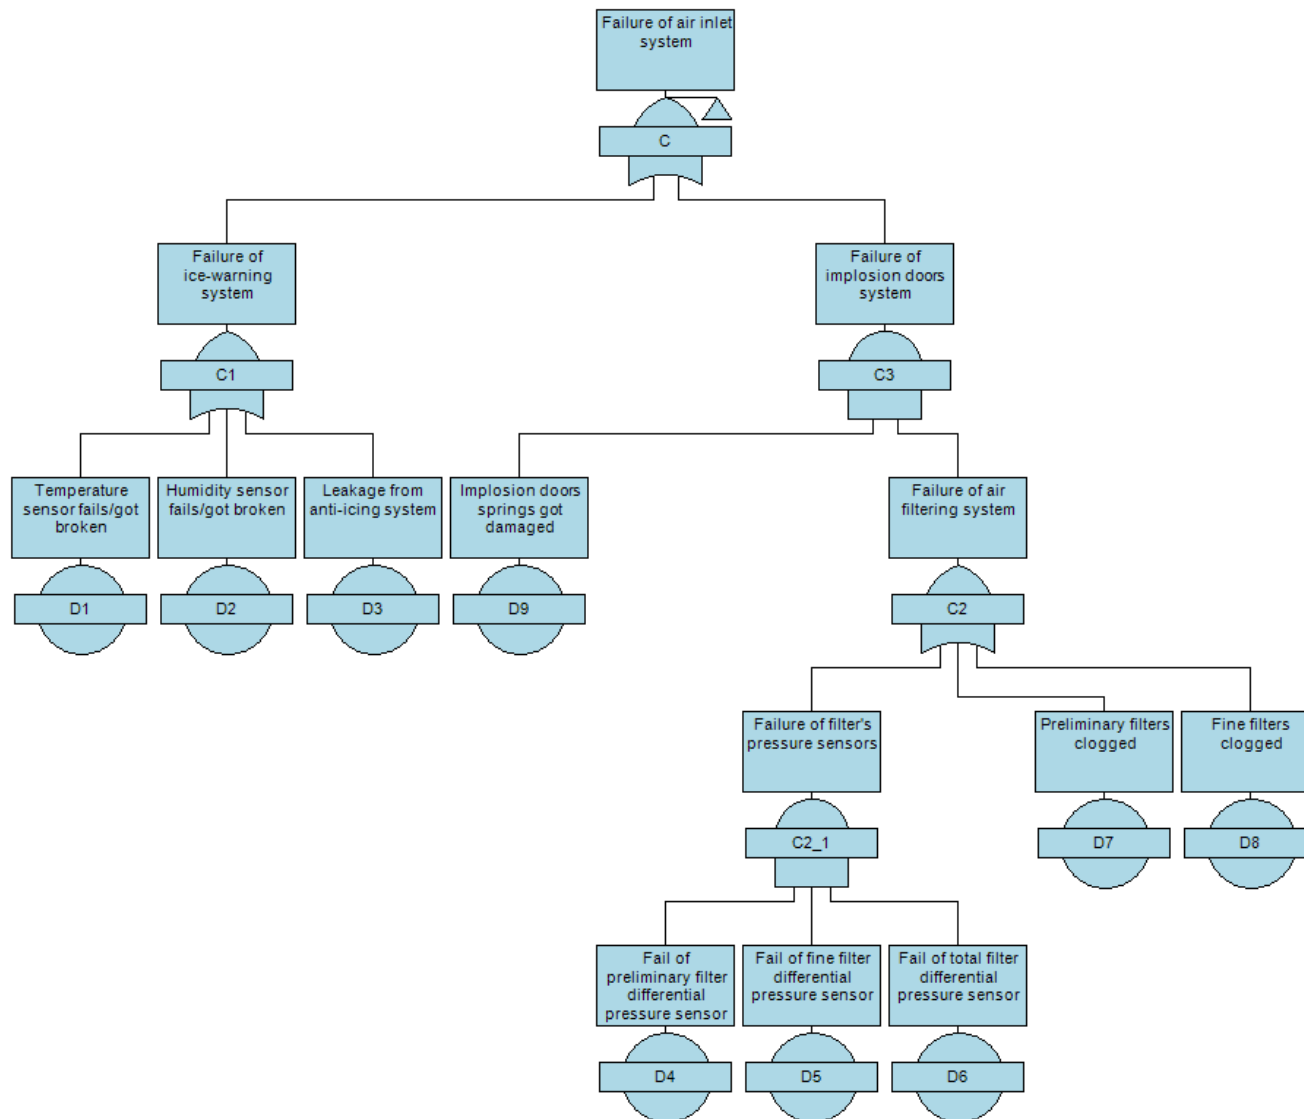 Failure of air inlet
system
C
Failure of
ice-warning
system
Failure of
implosion doors
system
C1
C3
Temperature
sensor fails/got
broken
Humidity sensor
fails/got broken
Leakage from
anti-icing system
Implosion doors
springs got
damaged
Failure of air
filtering system
D1
D2
D3
D9
C2
Failure of filter's
pressure sensors
Preliminary filters
clogged
Fine filters
clogged
C2_1
D7
D8
Fail of
preliminary filter
differential
pressure sensor
Fail of fine filter
differential
pressure sensor
Fail of total filter
differential
pressure sensor
D4
D5
D6